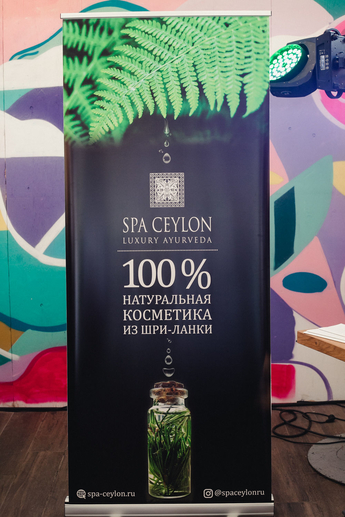 SPA CEYLON
LUXURY AYURVEDA
100%
НАТУРАЛЬНАЯ
КОСМЕТИКА
ИЗ ШРИ-ЛАНКИ
spa-ceylon.ru
@spaceylonru